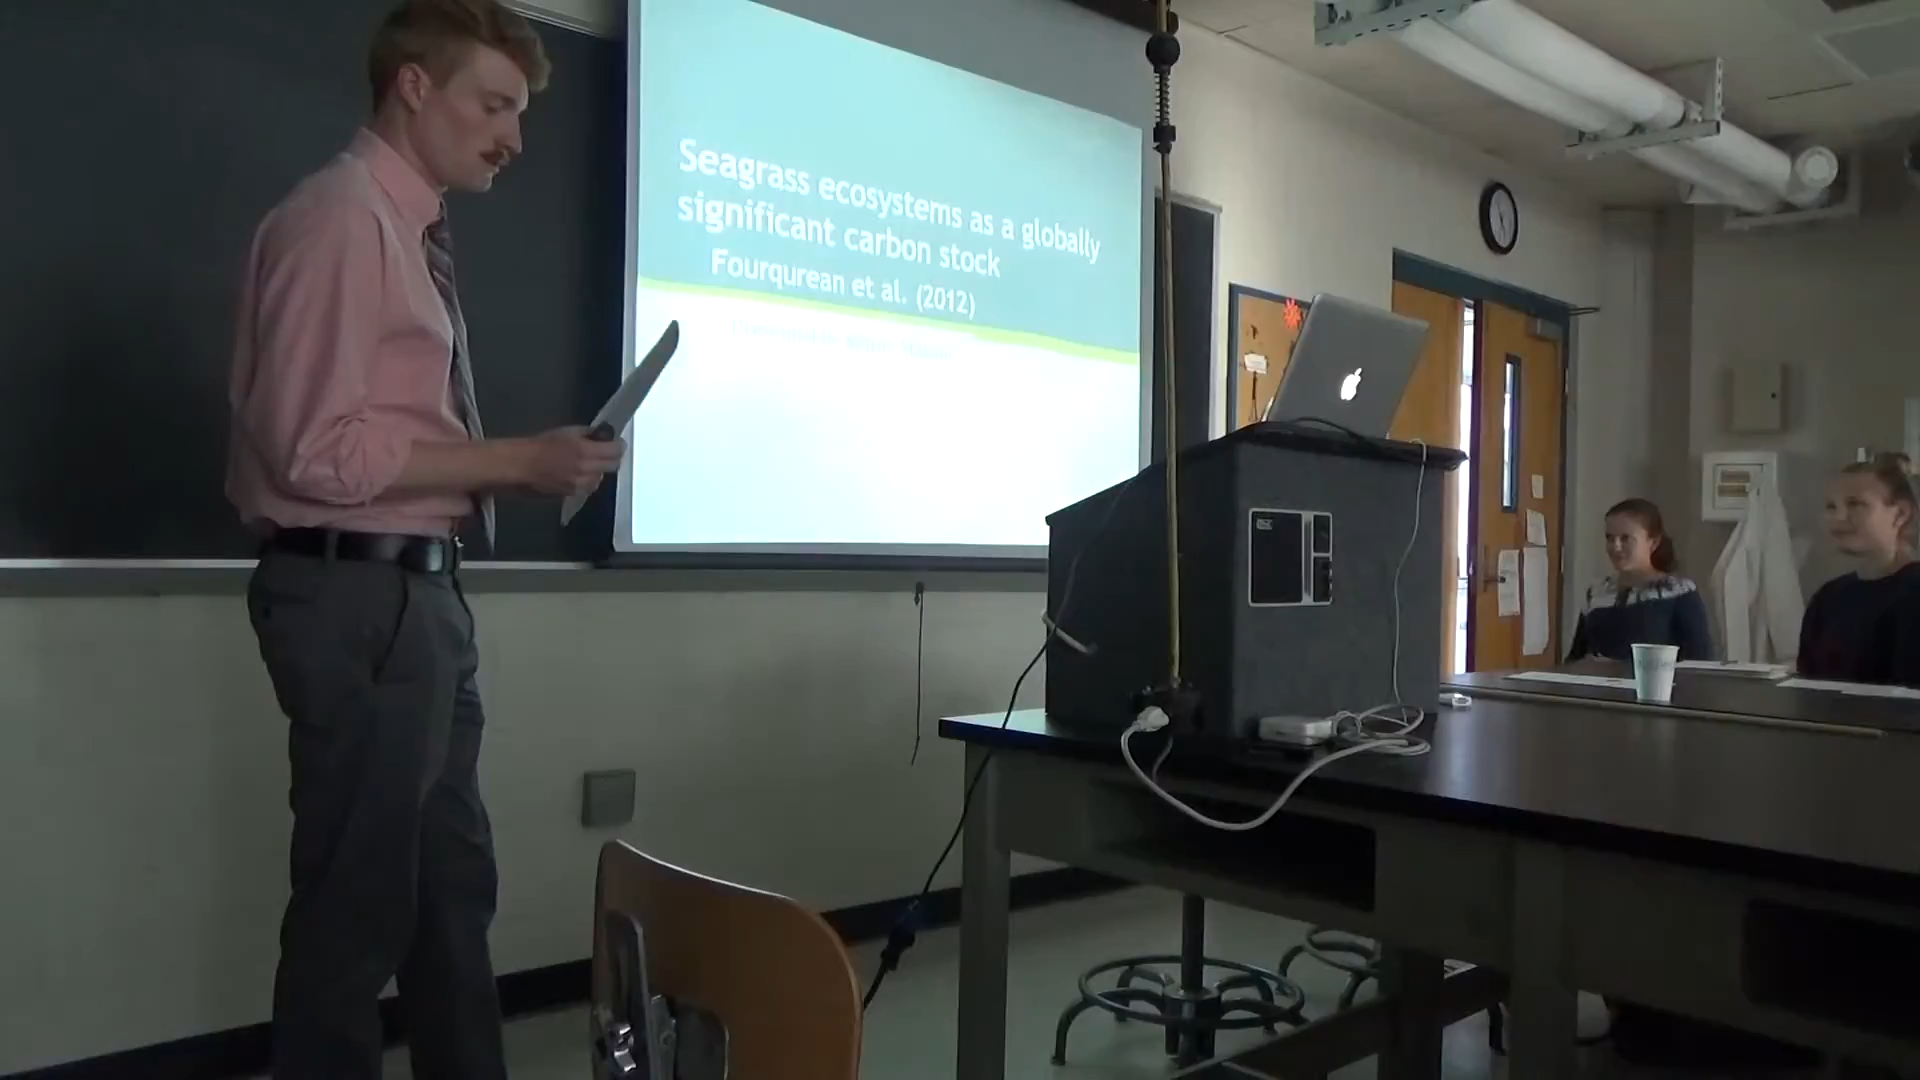 Seagrass ecosystems as a globally
significant carbon stock
Fourqurean et al. (2012)